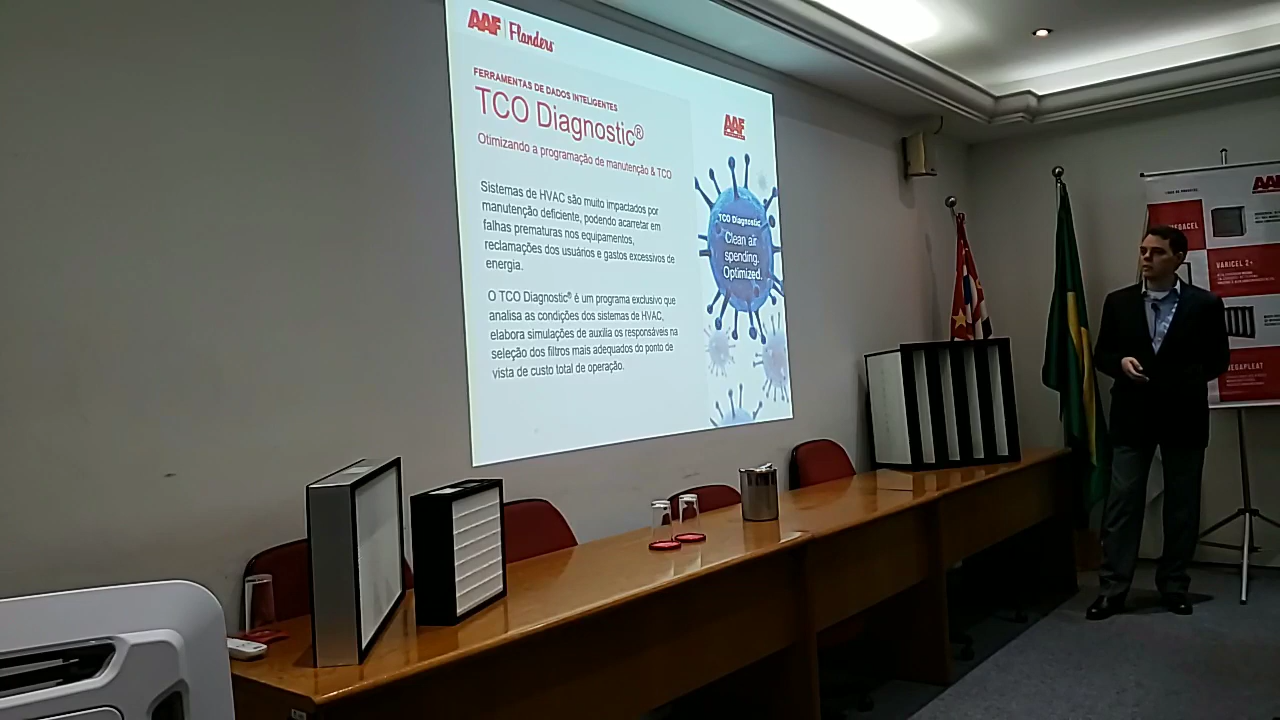 AAF Flanders
FERRAMENTAS DE DADOS INTELIGENTES
TCO Diagnostic®
Otimizando a programação de manutenção & TCO
Sistemas de HVAC são muito impactados por
manutenção deficiente, podendo acarretar em
falhas prematuras nos equipamentos,
reclamações dos usuários e gastos excessivos de
energia.
O TCO Diagnostic® é um programa exclusivo que
analisa as condições dos sistemas de HVAC,
elabora simulações de auxilia os responsáveis na
seleção dos filtros mais adequados do ponto de
vista de custo total de operação.
AAF
TCO Diagnostic
Clean air
spending.
Optimized.
AAF
VARICEL 2+